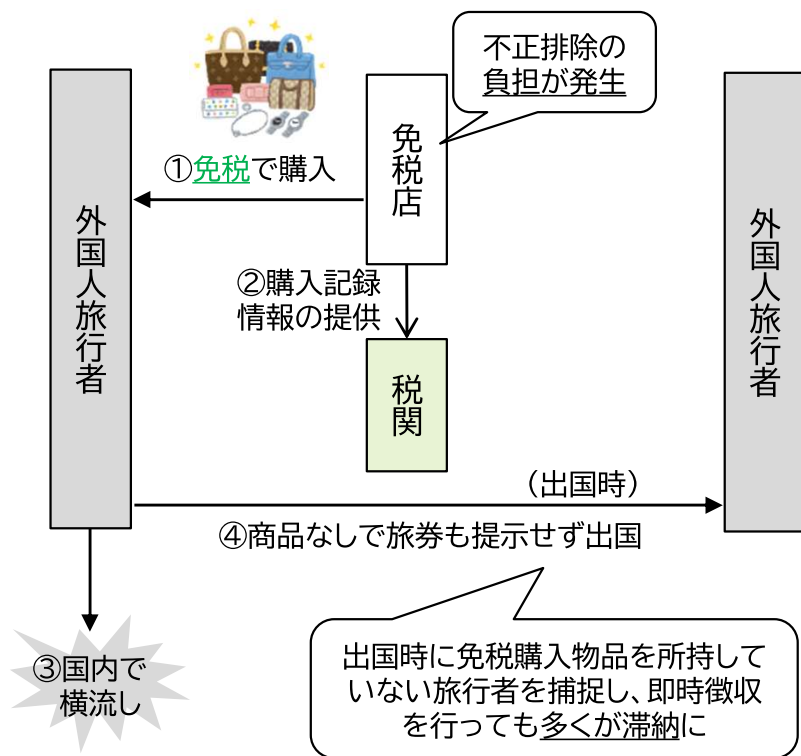 不正排除の
負担が発生
免税店
①免税で購入
外国人旅行者
外国人旅行者
②購入記録
情報の提供
税関
（出国時）
④商品なしで旅券も提示せず出国
③国内で
横流し
出国時に免税購入物品を所持して
いない旅行者を捕捉し、即時徴収
を行っても多くが滞納に